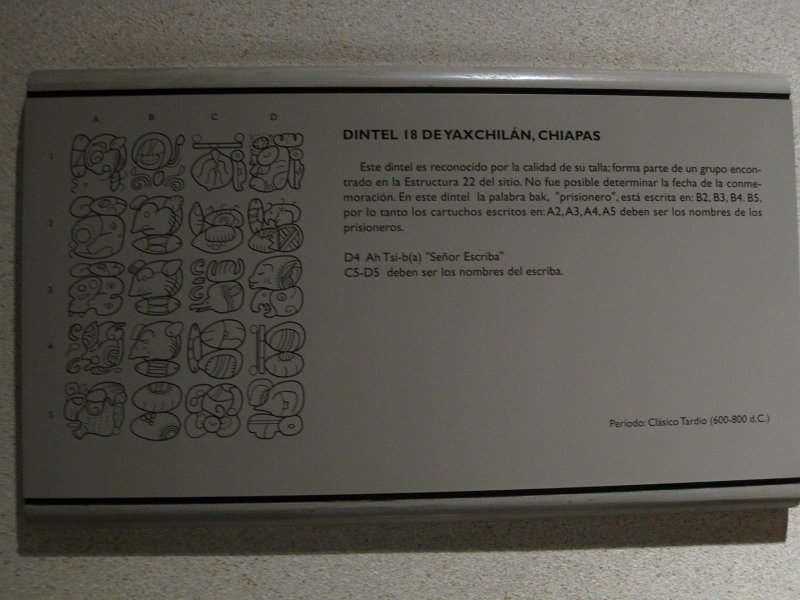 A B C D
1
2
3
4
5
DINTEL 18 DE YAXCHILÁN, CHIAPAS
Este dintel es reconocido por la calidad de su talla; forma parte de un grupo encon-
trado en la Estructura 22 del sitio. No fue posible determinar la fecha de la conme-
moración. En este dintel la palabra bak, "prisionero", está escrita en: B2, B3, B4. B5,
por lo tanto los cartuchos escritos en: A2, A3, A4, A5 deben ser los nombres de los
prisioneros.
D4 Ah Tsi-b(a) "Señor Escriba"
C5-D5 deben ser los nombres del escriba.
Periodo: Clásico Tardío (600-800 d.C.)